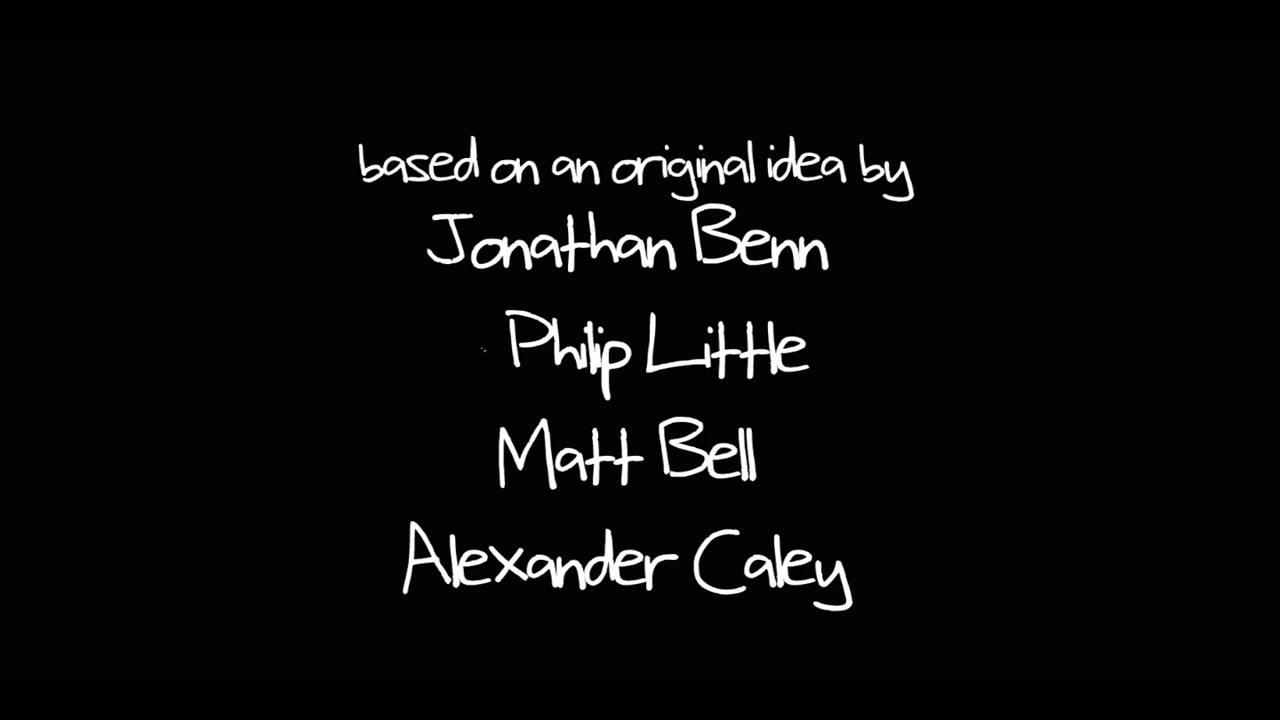 based on an original idea by
Jonathan Benn
Philip Little
Matt Bell
Alexander Caley